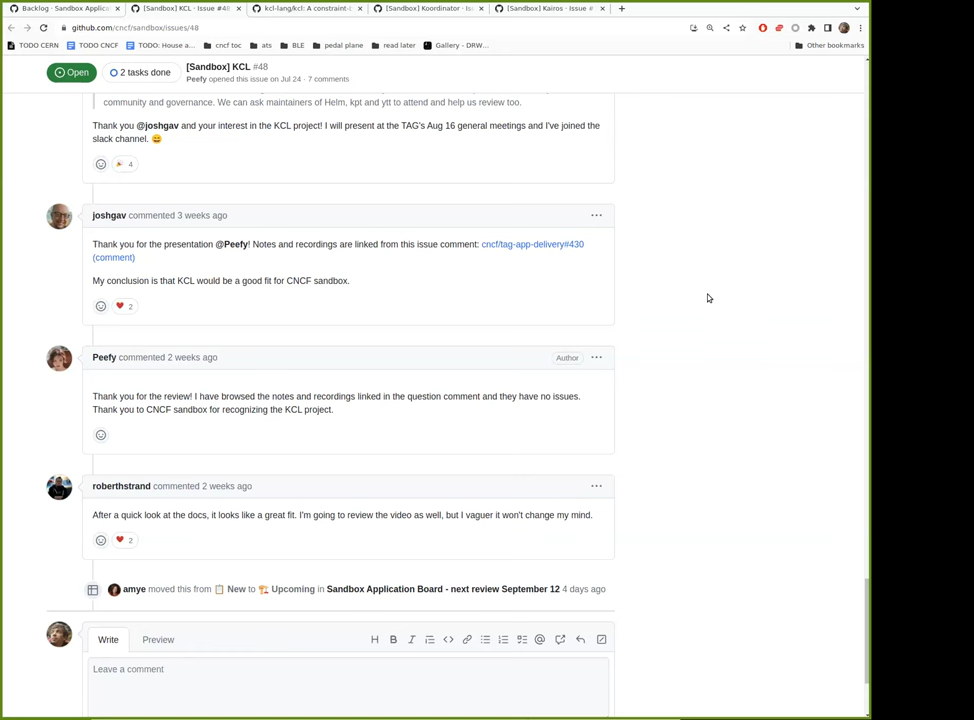 Backlog · Sandbox Applica
[Sandbox] KCL · Issue #48
kcl-lang/kcl: A constraint-
[Sandbox] Koordinator · Is
[Sandbox] Kairos · Issue #
github.com/cncf/sandbox/issues/48
TODO CERN
TODO CNCF
TODO: House a...
cncf toc
ats
BLE
pedal plane
read later
Gallery - DRW...
Other bookmarks
Open
2 tasks done
[Sandbox] KCL #48
Peefy opened this issue on Jul 24 · 7 comments
community and governance. We can ask maintainers of Helm, kpt and ytt to attend and help us review too.
Thank you @joshgav and your interest in the KCL project! I will present at the TAG's Aug 16 general meetings and I've joined the
slack channel. 😄
4
joshgav commented 3 weeks ago
Thank you for the presentation @Peefy! Notes and recordings are linked from this issue comment: cncf/tag-app-delivery#430
(comment)
My conclusion is that KCL would be a good fit for CNCF sandbox.
2
Peefy commented 2 weeks ago
Author
Thank you for the review! I have browsed the notes and recordings linked in the question comment and they have no issues.
Thank you to CNCF sandbox for recognizing the KCL project.
roberthstrand commented 2 weeks ago
After a quick look at the docs, it looks like a great fit. I'm going to review the video as well, but I vaguer it won't change my mind.
2
amye moved this from 📋 New to 🏗 Upcoming in Sandbox Application Board - next review September 12 4 days ago
Write
Preview
Leave a comment